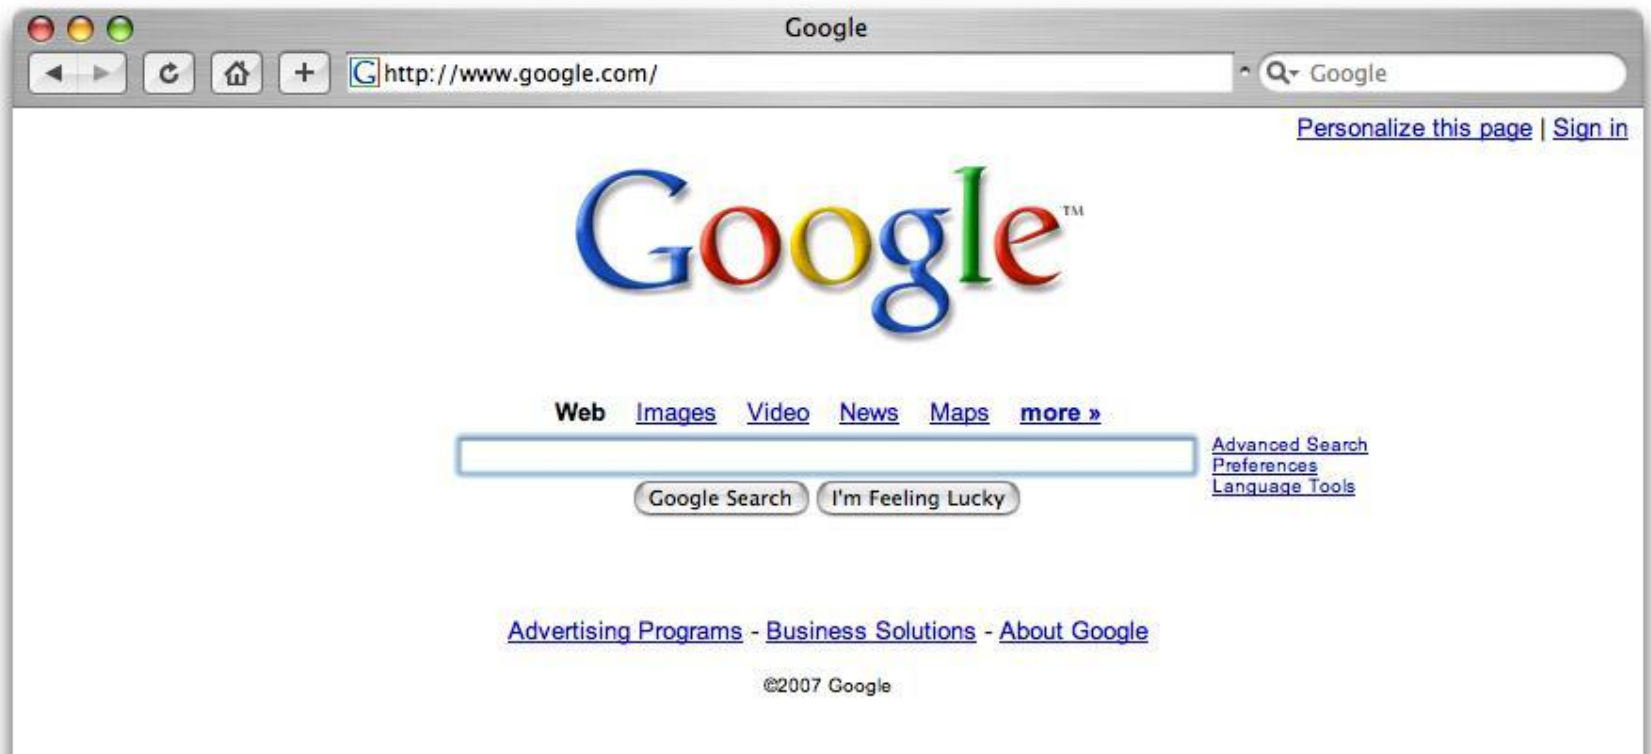 Google
http://www.google.com/ Google
Personalize this page | Sign in
Google™
Web Images Video News Maps more »
Advanced Search
Preferences
Language Tools
Google Search I'm Feeling Lucky
Advertising Programs - Business Solutions - About Google
©2007 Google